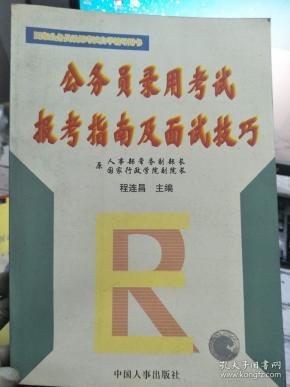 公务员录用考试
报考指南及面试技巧
原 人事部常务副部长
国家行政学院副院长
程连昌 主编
ER
中国人事出版社